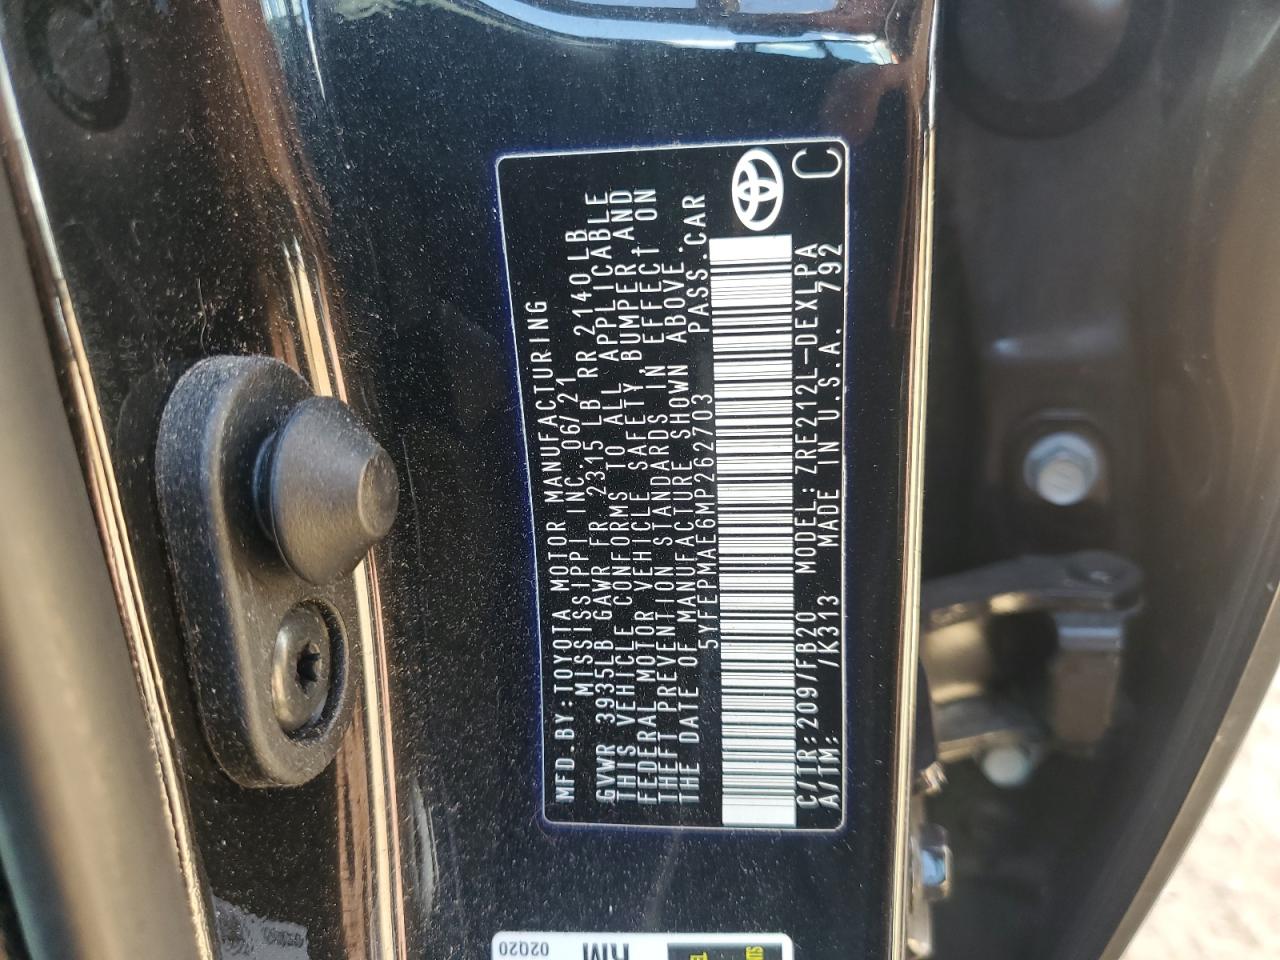 MFD.BY:TOYOTA MOTOR MANUFACTURING
MISSISSIPPI INC. 06/21
GVWR 3935LB GAWR FR 2315 LB RR 2140LB
THIS VEHICLE CONFORMS TO ALL APPLICABLE
FEDERAL MOTOR VEHICLE SAFETY, BUMPER AND
THEFT PREVENTION STANDARDS IN EFFECT ON
THE DATE OF MANUFACTURE SHOWN ABOVE.
5YFEPMAE6MP262703 PASS.CAR
C/TR:209/FB20 MODEL:ZRE212L-DEXLPA
A/TM: /K313 MADE IN U.S.A. 792
C
02Q20
RM